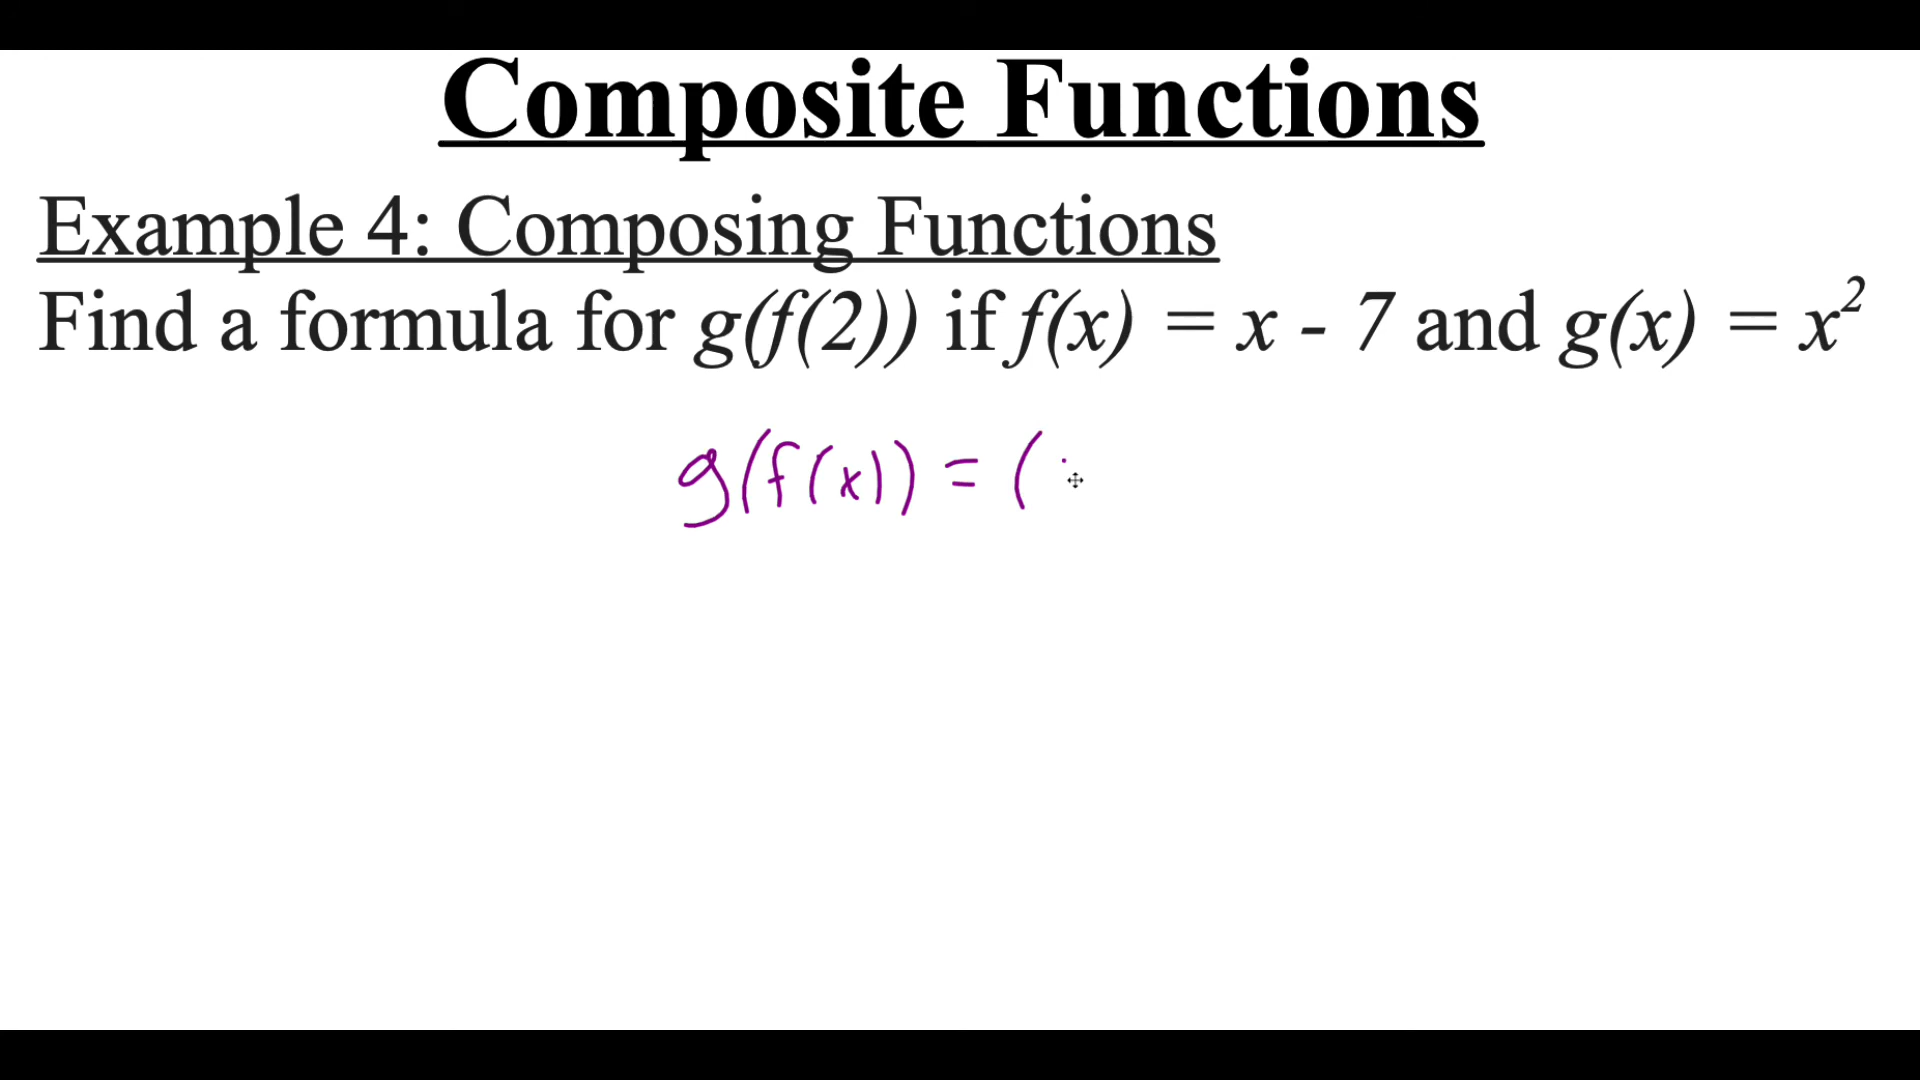 Composite Functions
Example 4: Composing Functions
Find a formula for g(f(2)) if f(x) = x - 7 and g(x) = x²
g(f(x)) = (